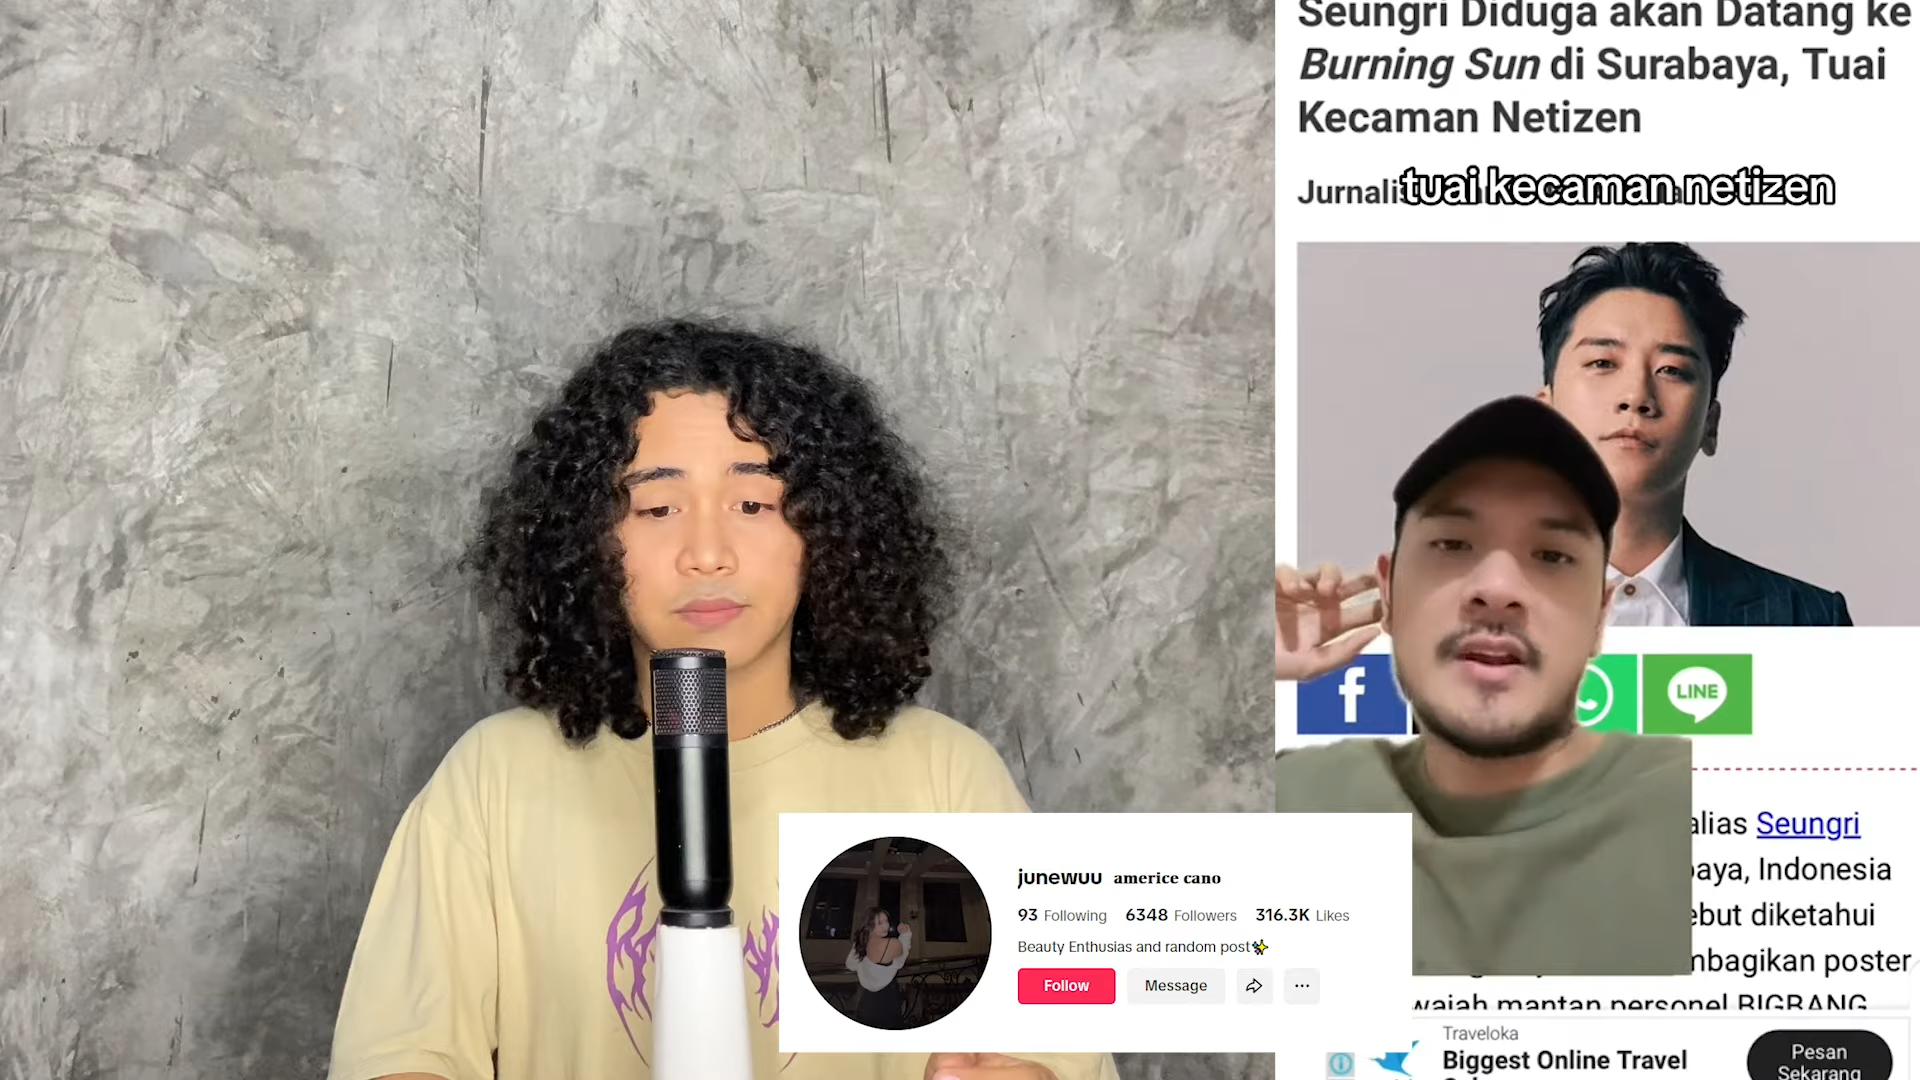 Seungri Diduga akan Datang ke
Burning Sun di Surabaya, Tuai
Kecaman Netizen
tuai kecaman netizen
f
LINE
alias Seungri
baya, Indonesia
ebut diketahui
mbagikan poster
wajah mantan personel BIGBANG
junewuu americe cano
93 Following 6348 Followers 316.3K Likes
Beauty Enthusias and random post✨
Follow Message
Traveloka
Biggest Online Travel
Pesan
Sekarang